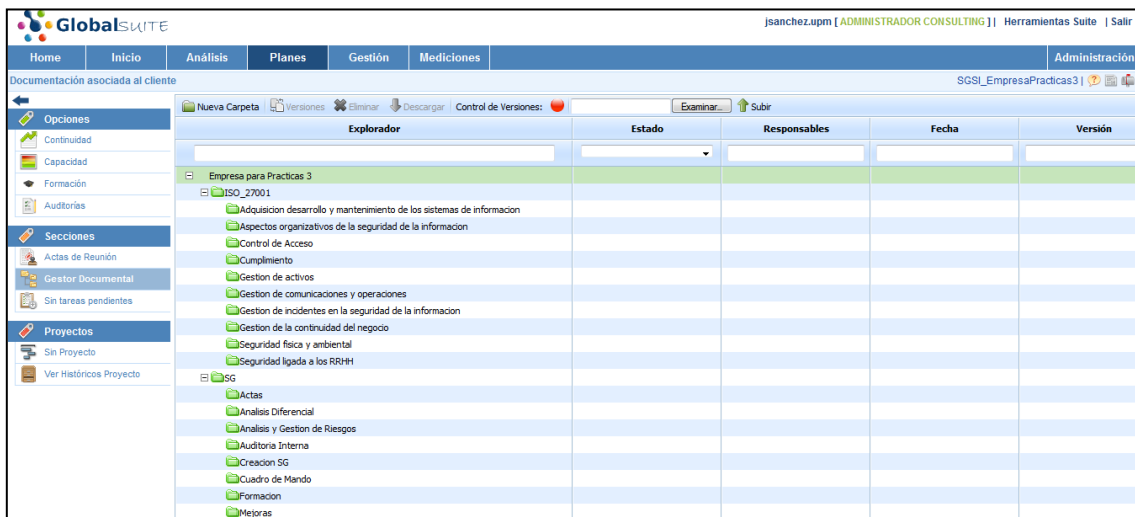 GlobalSUITE
jsanchez.upm [ ADMINISTRADOR CONSULTING ] | Herramientas Suite | Salir
Home Inicio Análisis Planes Gestión Mediciones Administración
Documentación asociada al cliente SGSI_EmpresaPracticas3 |
Nueva Carpeta Versiones Eliminar Descargar Control de Versiones: Examinar... Subir
Opciones
Continuidad
Capacidad
Formación
Auditorías
Secciones
Actas de Reunión
Gestor Documental
Sin tareas pendientes
Proyectos
Sin Proyecto
Ver Históricos Proyecto
Explorador Estado Responsables Fecha Versión
Empresa para Practicas 3
ISO_27001
Adquisicion desarrollo y mantenimiento de los sistemas de informacion
Aspectos organizativos de la seguridad de la informacion
Control de Acceso
Cumplimiento
Gestion de activos
Gestion de comunicaciones y operaciones
Gestion de incidentes en la seguridad de la informacion
Gestion de la continuidad del negocio
Seguridad fisica y ambiental
Seguridad ligada a los RRHH
SG
Actas
Analisis Diferencial
Analisis y Gestion de Riesgos
Auditoria Interna
Creacion SG
Cuadro de Mando
Formacion
Mejoras